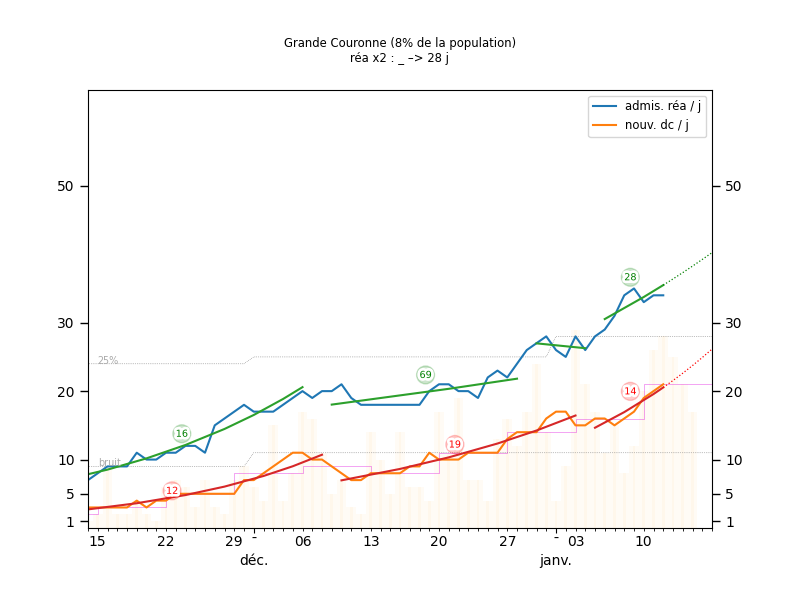 Grande Couronne (8% de la population)
réa x2 : _ –> 28 j
admis. réa / j
nouv. dc / j
50 50
28
30 30
25%
69
20 14 20
16
19
10 bruit 10
12
5 5
1 1
15 22 29 - 06 13 20 27 - 03 10
déc. janv.